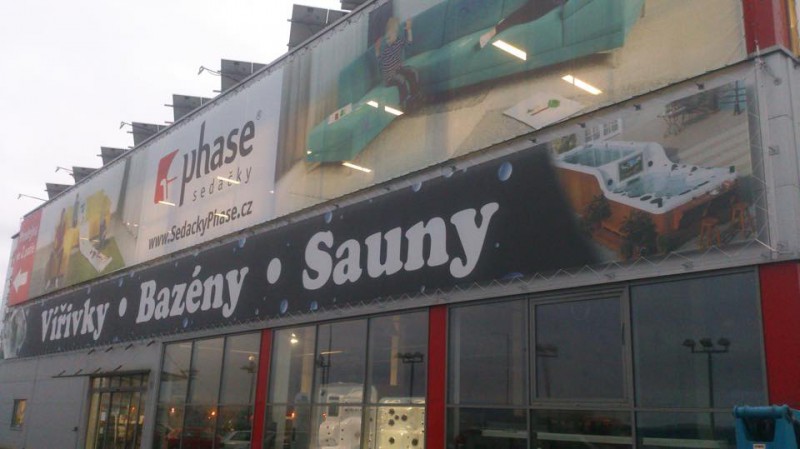 phase®
sedačky
www.SedackyPhase.cz
Vířivky • Bazény • Sauny